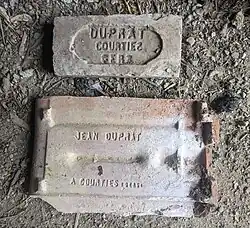 DUPRAT
COURTIES
GERS
JEAN DUPRAT
A COURTIES